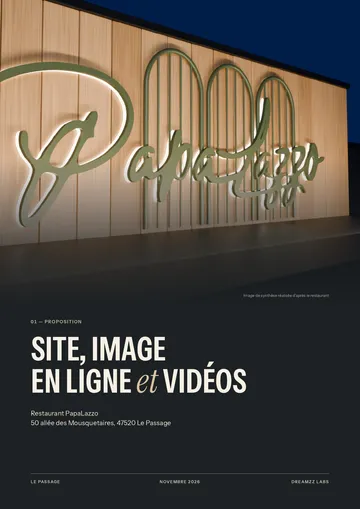 PapaLazzo
Image de synthèse réalisée d'après le restaurant
01 — PROPOSITION
SITE, IMAGE
EN LIGNE et VIDÉOS
Restaurant PapaLazzo
50 allée des Mousquetaires, 47520 Le Passage
LE PASSAGE
NOVEMBRE 2029
DREAMZZ LABS